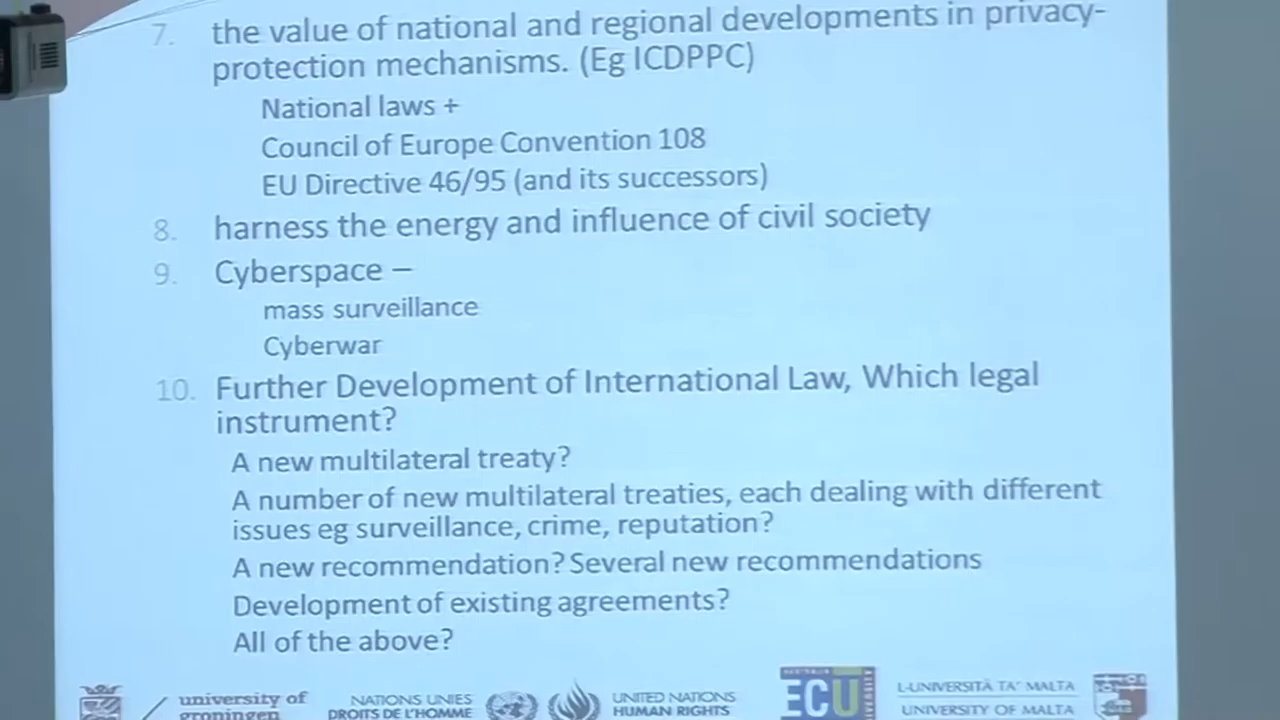 7. the value of national and regional developments in privacy-
protection mechanisms. (Eg ICDPPC)
National laws +
Council of Europe Convention 108
EU Directive 46/95 (and its successors)
8. harness the energy and influence of civil society
9. Cyberspace –
mass surveillance
Cyberwar
10. Further Development of International Law, Which legal
instrument?
A new multilateral treaty?
A number of new multilateral treaties, each dealing with different
issues eg surveillance, crime, reputation?
A new recommendation? Several new recommendations
Development of existing agreements?
All of the above?
university of
groningen
NATIONS UNIES
DROITS DE L'HOMME
UNITED NATIONS
HUMAN RIGHTS
ECU
L-UNIVERSITÀ TA' MALTA
UNIVERSITY OF MALTA